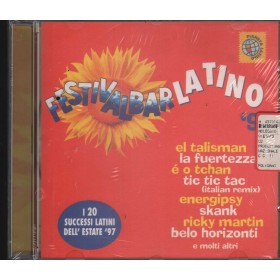 FESTIVALBAR LATINO
'9
el talisman
la fuertezza
é o tchan
tic tic tac
(italian remix)
energipsy
skank
ricky martin
belo horizonti
e molti altri
I 20
SUCCESSI LATINI
DELL' ESTATE '97